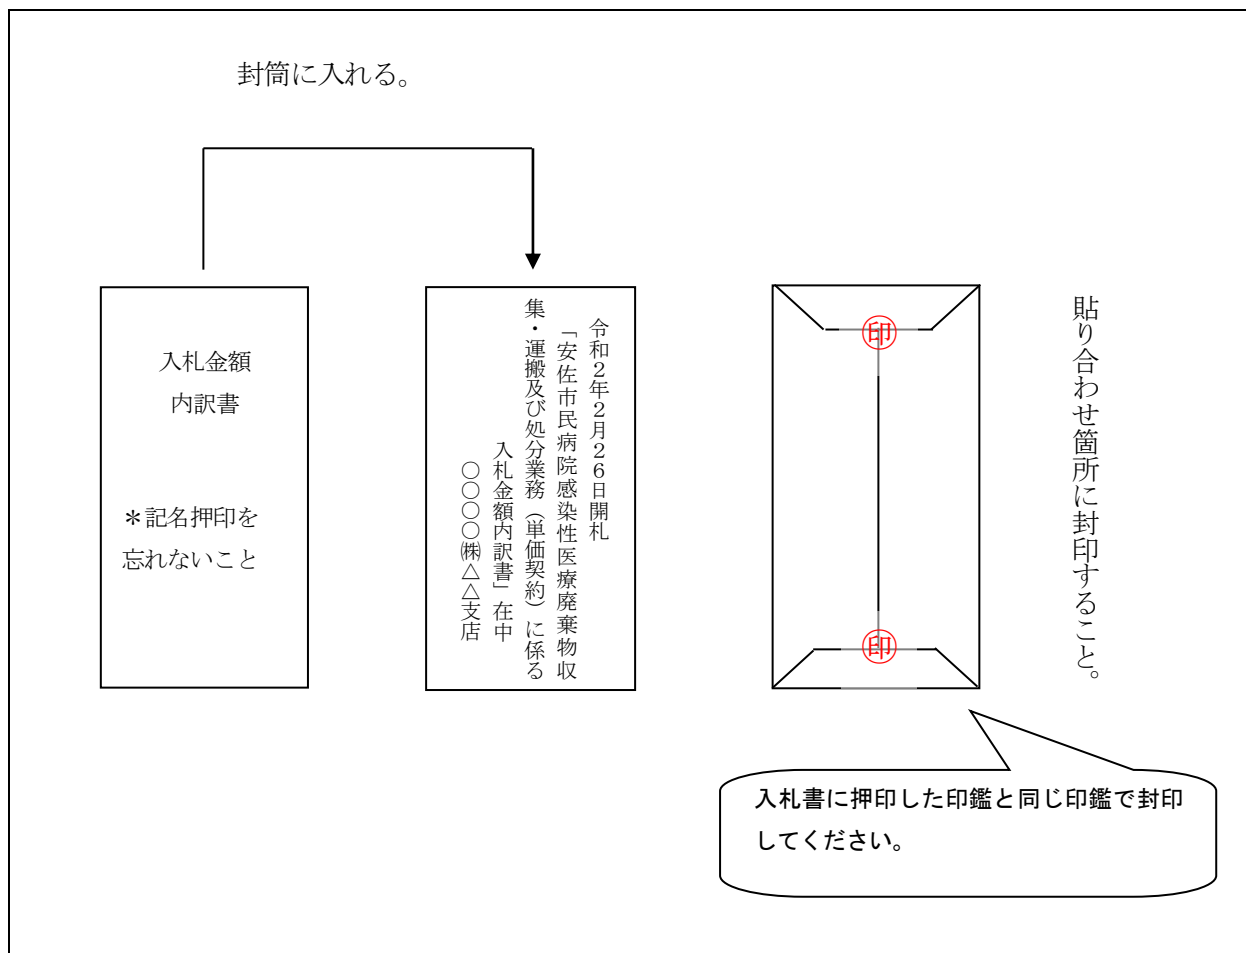 封筒に入れる。
入札金額
内訳書
＊記名押印を
忘れないこと
令和２年２月２６日開札
「安佐市民病院感染性医療廃棄物収
集・運搬及び処分業務（単価契約）に係る
入札金額内訳書」在中
○○○○㈱△△支店
印
印
貼り合わせ箇所に封印すること。
入札書に押印した印鑑と同じ印鑑で封印
してください。